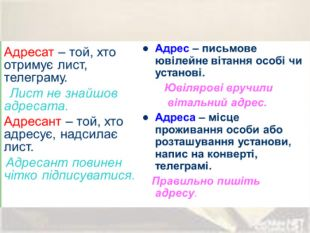 Адресат – той, хто
отримує лист,
телеграму.
Лист не знайшов
адресата.
Адресант – той, хто
адресує, надсилає
лист.
Адресант повинен
чітко підписуватися.
● Адрес – письмове
ювілейне вітання особі чи
установі.
Ювілярові вручили
вітальний адрес.
● Адреса – місце
проживання особи або
розташування установи,
напис на конверті,
телеграмі.
Правильно пишіть
адресу.